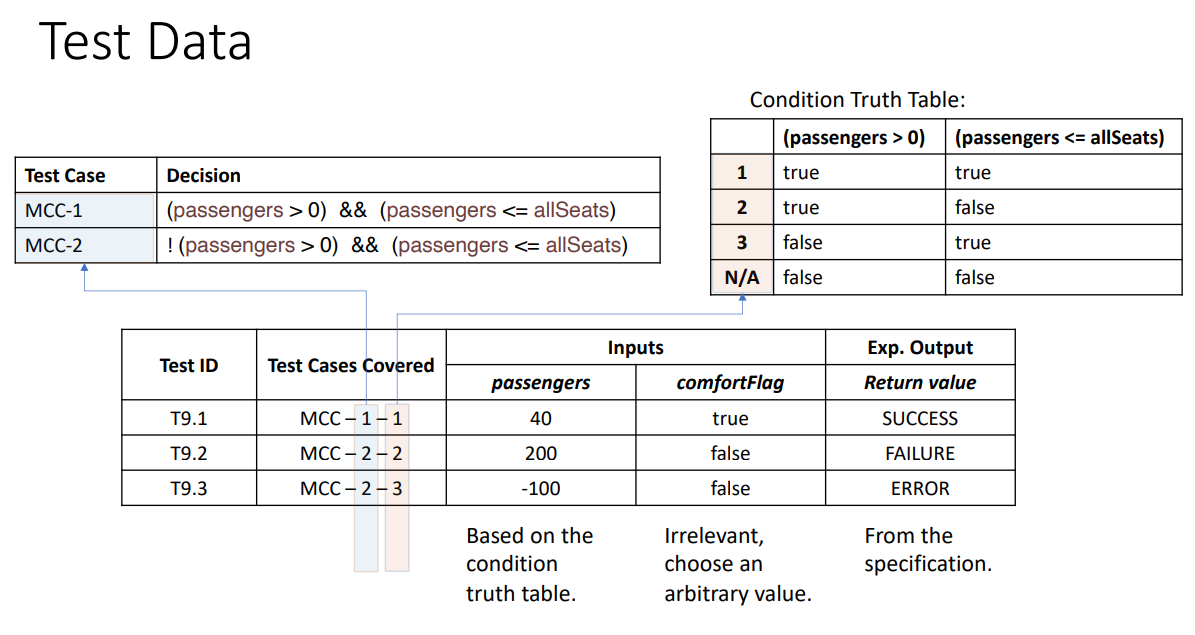 Test Data
Condition Truth Table:
(passengers > 0) (passengers <= allSeats)
1 true true
2 true false
3 false true
N/A false false
Test Case Decision
MCC-1 (passengers > 0) && (passengers <= allSeats)
MCC-2 ! (passengers > 0) && (passengers <= allSeats)
Test ID Test Cases Covered Inputs Exp. Output
passengers comfortFlag Return value
T9.1 MCC – 1 – 1 40 true SUCCESS
T9.2 MCC – 2 – 2 200 false FAILURE
T9.3 MCC – 2 – 3 -100 false ERROR
Based on the
condition
truth table.
Irrelevant,
choose an
arbitrary value.
From the
specification.